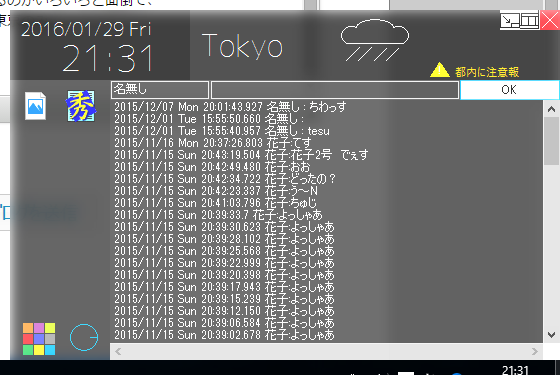 2016/01/29 Fri
21:31
Tokyo
都内に注意報
名無し
OK
2015/12/07 Mon 20:01:43.927 名無し : ちわっす
2015/12/01 Tue 15:55:50.660 名無し :
2015/12/01 Tue 15:55:40.957 名無し : tesu
2015/11/16 Mon 20:37:26.803 花子:てす
2015/11/15 Sun 20:43:19.504 花子:花子2号 でぇす
2015/11/15 Sun 20:42:49.480 花子:おお
2015/11/15 Sun 20:42:34.722 花子:どったの?
2015/11/15 Sun 20:42:23.337 花子:う～N
2015/11/15 Sun 20:41:03.796 花子:ちゅじ
2015/11/15 Sun 20:39:33.7 花子:よっしゃあ
2015/11/15 Sun 20:39:30.623 花子:よっしゃあ
2015/11/15 Sun 20:39:28.102 花子:よっしゃあ
2015/11/15 Sun 20:39:25.568 花子:よっしゃあ
2015/11/15 Sun 20:39:22.999 花子:よっしゃあ
2015/11/15 Sun 20:39:20.398 花子:よっしゃあ
2015/11/15 Sun 20:39:17.943 花子:よっしゃあ
2015/11/15 Sun 20:39:15.239 花子:よっしゃあ
2015/11/15 Sun 20:39:12.150 花子:よっしゃあ
2015/11/15 Sun 20:39:06.584 花子:よっしゃあ
2015/11/15 Sun 20:39:02.678 花子:よっしゃあ
秀
21:31